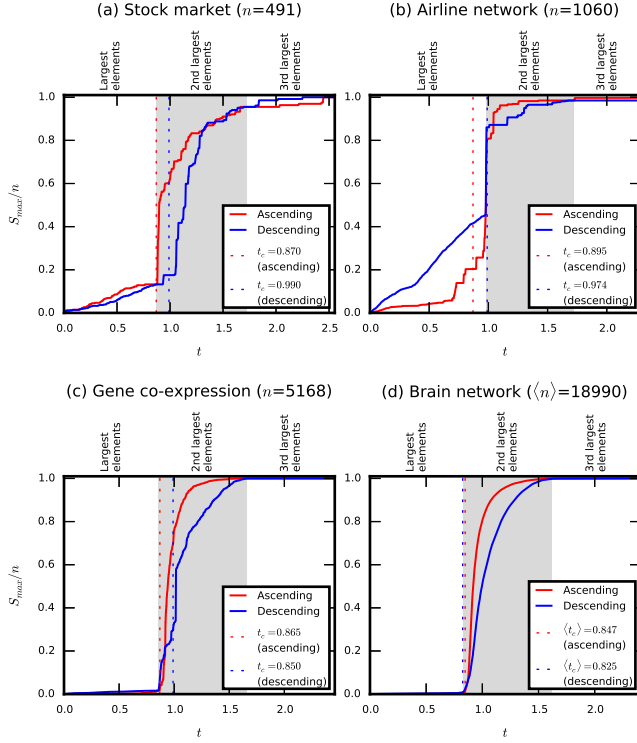 (a) Stock market (n=491)
Largest elements
2nd largest elements
3rd largest elements
1.0
0.8
0.6
0.4
0.2
0.0
S_max/n
0.0 0.5 1.0 1.5 2.0 2.5
t
Ascending
Descending
t_c=0.870
(ascending)
t_c=0.990
(descending)
(b) Airline network (n=1060)
Largest elements
2nd largest elements
3rd largest elements
1.0
0.8
0.6
0.4
0.2
0.0
0.0 0.5 1.0 1.5 2.0
t
Ascending
Descending
t_c=0.895
(ascending)
t_c=0.974
(descending)
(c) Gene co-expression (n=5168)
Largest elements
2nd largest elements
3rd largest elements
1.0
0.8
0.6
0.4
0.2
0.0
S_max/n
0.0 0.5 1.0 1.5 2.0
t
Ascending
Descending
t_c=0.865
(ascending)
t_c=0.850
(descending)
(d) Brain network (⟨n⟩=18990)
Largest elements
2nd largest elements
3rd largest elements
1.0
0.8
0.6
0.4
0.2
0.0
0.0 0.5 1.0 1.5 2.0
t
Ascending
Descending
⟨t_c⟩=0.847
(ascending)
⟨t_c⟩=0.825
(descending)